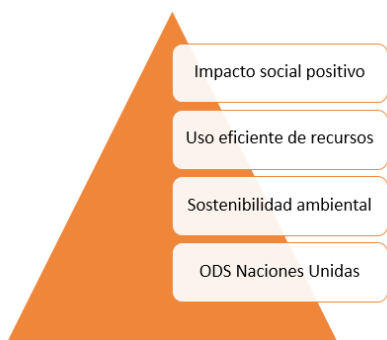 Impacto social positivo
Uso eficiente de recursos
Sostenibilidad ambiental
ODS Naciones Unidas